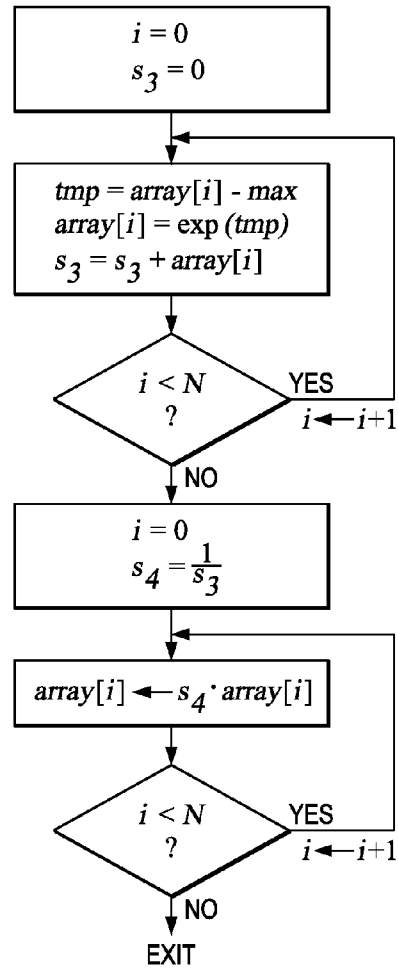 i = 0
s₃ = 0
tmp = array[i] - max
array[i] = exp (tmp)
s₃ = s₃ + array[i]
i < N
?
YES
i ← i+1
NO
i = 0
s₄ = 1/s₃
array[i] ← s₄ · array[i]
i < N
?
YES
i ← i+1
NO
EXIT